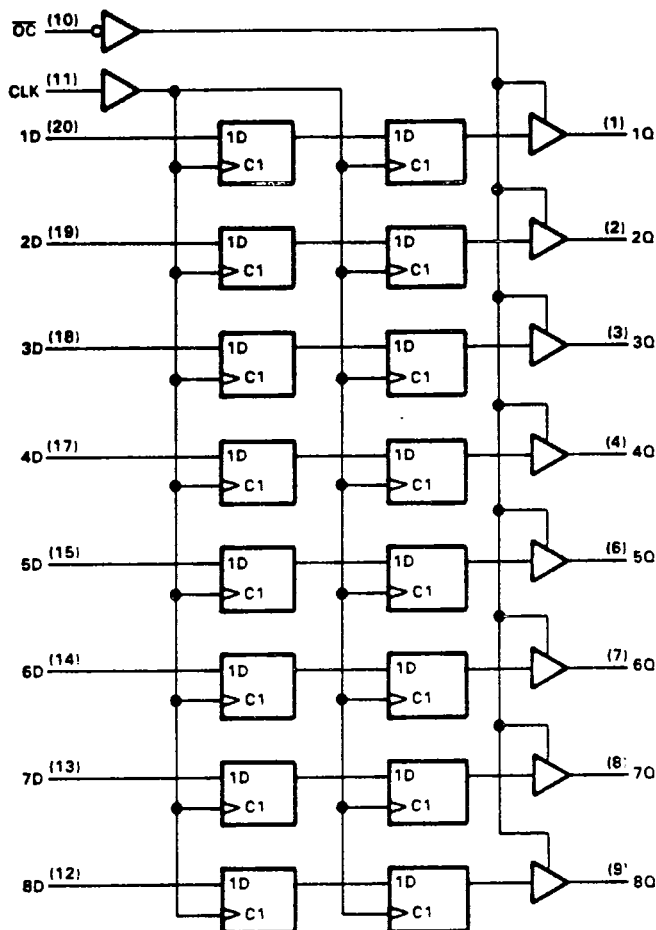 OC (10)
CLK (11)
1D (20) 1D 1D (1) 1Q
C1 C1
2D (19) 1D 1D (2) 2Q
C1 C1
3D (18) 1D 1D (3) 3Q
C1 C1
4D (17) 1D 1D (4) 4Q
C1 C1
5D (15) 1D 1D (6) 5Q
C1 C1
6D (14) 1D 1D (7) 6Q
C1 C1
7D (13) 1D 1D (8) 7Q
C1 C1
8D (12) 1D 1D (9) 8Q
C1 C1